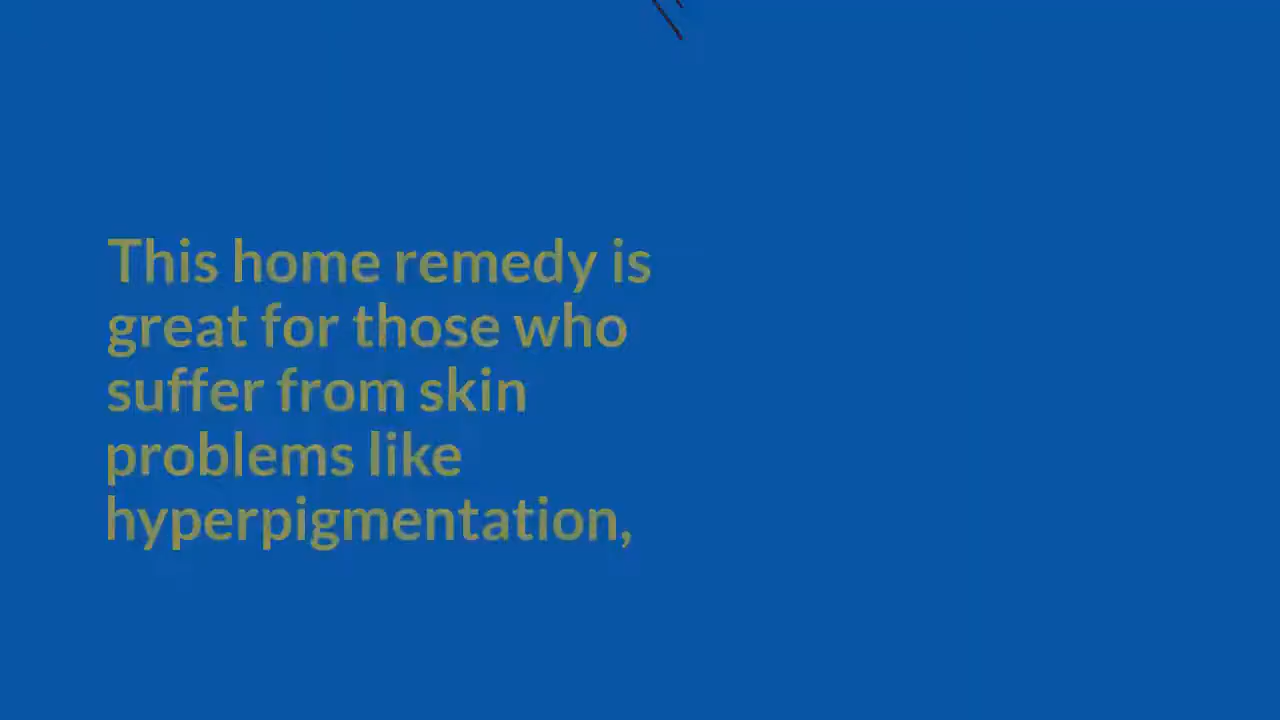 This home remedy is
great for those who
suffer from skin
problems like
hyperpigmentation,